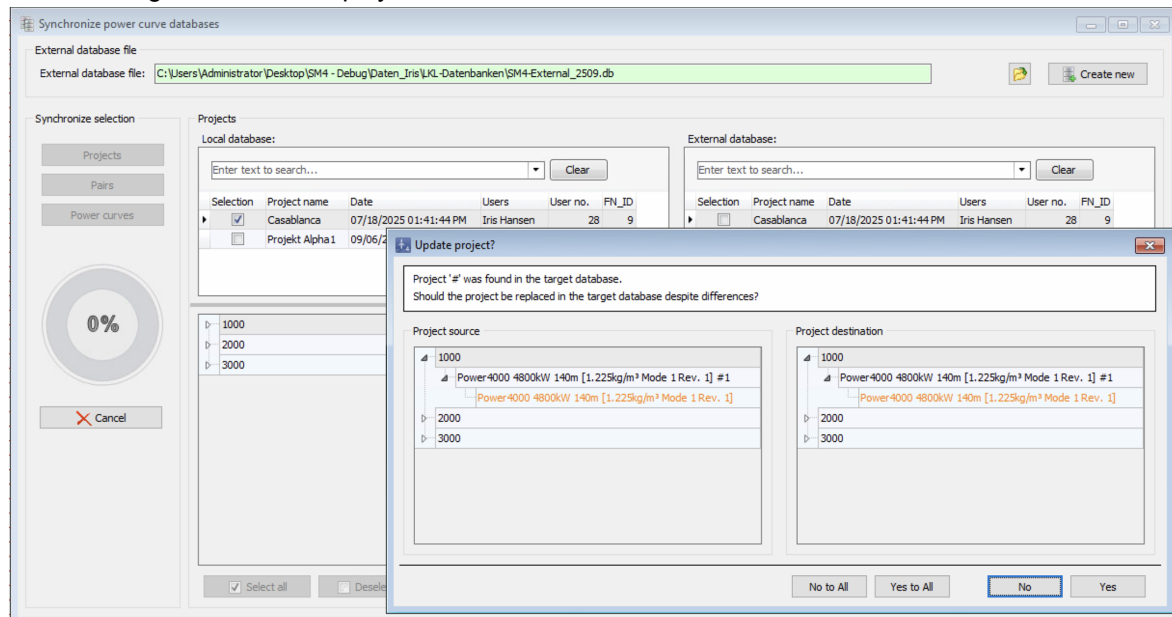 Synchronize power curve databases
External database file
External database file: C:\Users\Administrator\Desktop\SM4 - Debug\Daten_Iris\LKL-Datenbanken\SM4-External_2509.db
Create new
Synchronize selection
Projects
Pairs
Power curves
0%
Cancel
Projects
Local database:
Enter text to search...
Clear
Selection Project name Date Users User no. FN_ID
Casablanca 07/18/2025 01:41:44 PM Iris Hansen 28 9
Projekt Alpha1 09/06/2
1000
2000
3000
Select all
Desele
External database:
Enter text to search...
Clear
Selection Project name Date Users User no. FN_ID
Casablanca 07/18/2025 01:41:44 PM Iris Hansen 28 9
Update project?
Project '#' was found in the target database.
Should the project be replaced in the target database despite differences?
Project source
1000
Power4000 4800kW 140m [1.225kg/m³ Mode 1 Rev. 1] #1
Power4000 4800kW 140m [1.225kg/m³ Mode 1 Rev. 1]
2000
3000
Project destination
1000
Power4000 4800kW 140m [1.225kg/m³ Mode 1 Rev. 1] #1
Power4000 4800kW 140m [1.225kg/m³ Mode 1 Rev. 1]
2000
3000
No to All
Yes to All
No
Yes